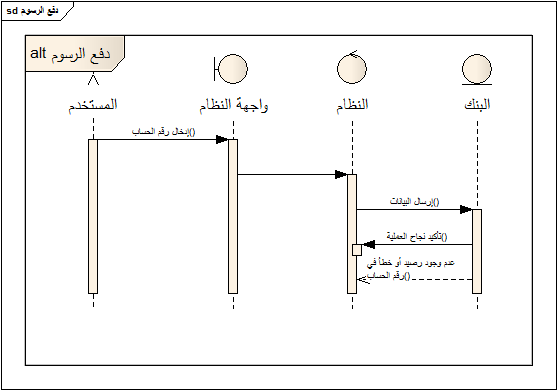 sd دفع الرسوم
alt دفع الرسوم
المستخدم
واجهة النظام
النظام
البنك
إدخال رقم الحساب()
إرسال البيانات()
تأكيد نجاح العملية()
عدم وجود رصيد أو خطأ في
رقم الحساب()